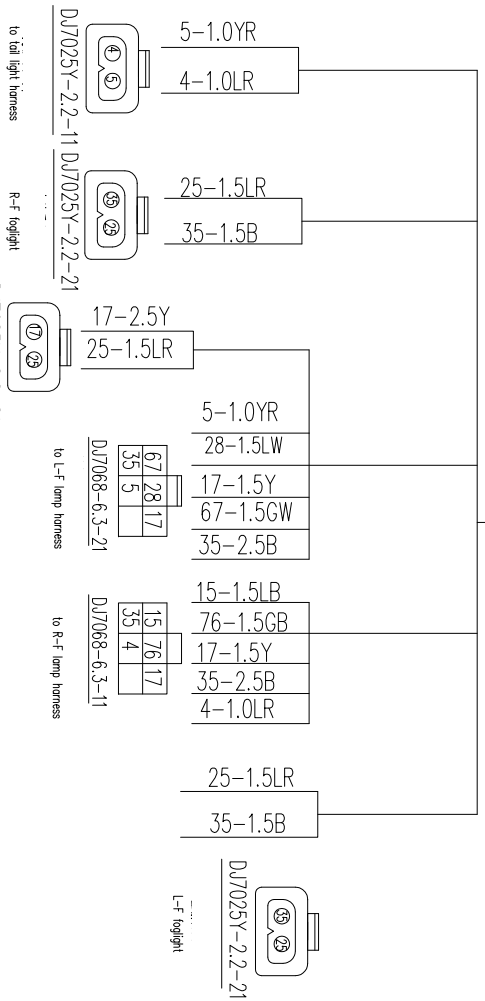 5-1.0YR
4-1.0LR
4 5
DJ7025Y-2.2-11
to tail light harness
25-1.5LR
35-1.5B
35 25
DJ7025Y-2.2-21
R-F foglight
17-2.5Y
25-1.5LR
17 25
5-1.0YR
28-1.5LW
17-1.5Y
67-1.5GW
35-2.5B
67 28 17
35 5
DJ7068-6.3-21
to L-F lamp harness
15-1.5LB
76-1.5GB
17-1.5Y
35-2.5B
4-1.0LR
15 76 17
35 4
DJ7068-6.3-11
to R-F lamp harness
25-1.5LR
35-1.5B
35 25
DJ7025Y-2.2-21
L-F foglight